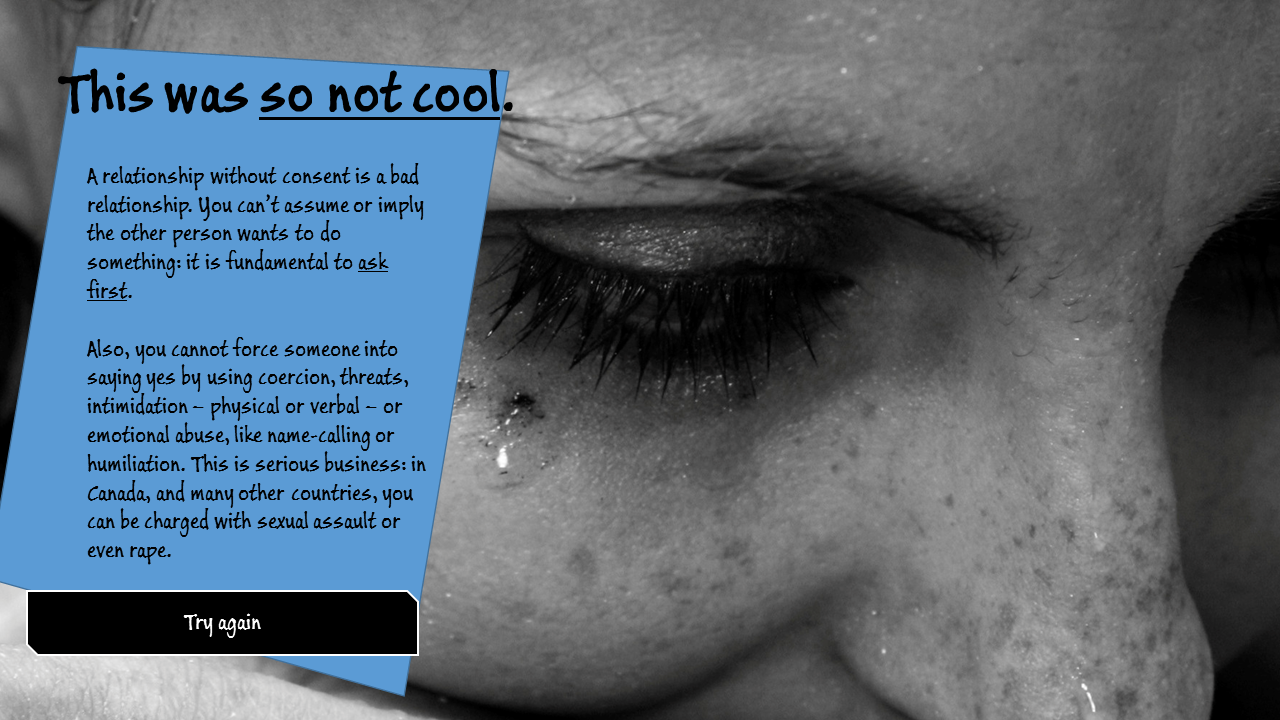 This was so not cool.
A relationship without consent is a bad
relationship. You can't assume or imply
the other person wants to do
something: it is fundamental to ask
first.
Also, you cannot force someone into
saying yes by using coercion, threats,
intimidation – physical or verbal – or
emotional abuse, like name-calling or
humiliation. This is serious business: in
Canada, and many other countries, you
can be charged with sexual assault or
even rape.
Try again